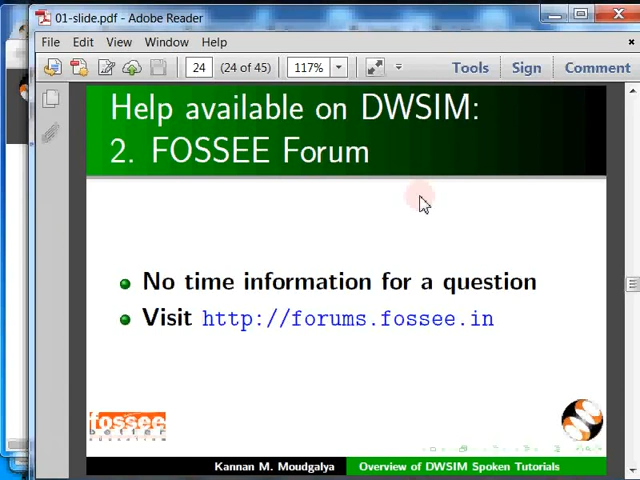 01-slide.pdf - Adobe Reader
File Edit View Window Help
24 (24 of 45) 117% Tools Sign Comment
Help available on DWSIM:
2. FOSSEE Forum
No time information for a question
Visit http://forums.fossee.in
fossee
education
Kannan M. Moudgalya Overview of DWSIM Spoken Tutorials